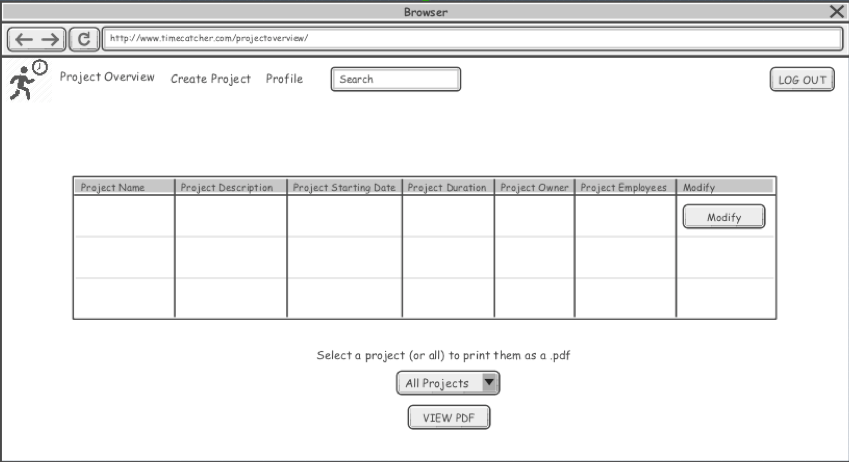 Browser
http://www.timecatcher.com/projectoverview/
Project Overview Create Project Profile Search LOG OUT
Project Name Project Description Project Starting Date Project Duration Project Owner Project Employees Modify
Modify
Select a project (or all) to print them as a .pdf
All Projects
VIEW PDF